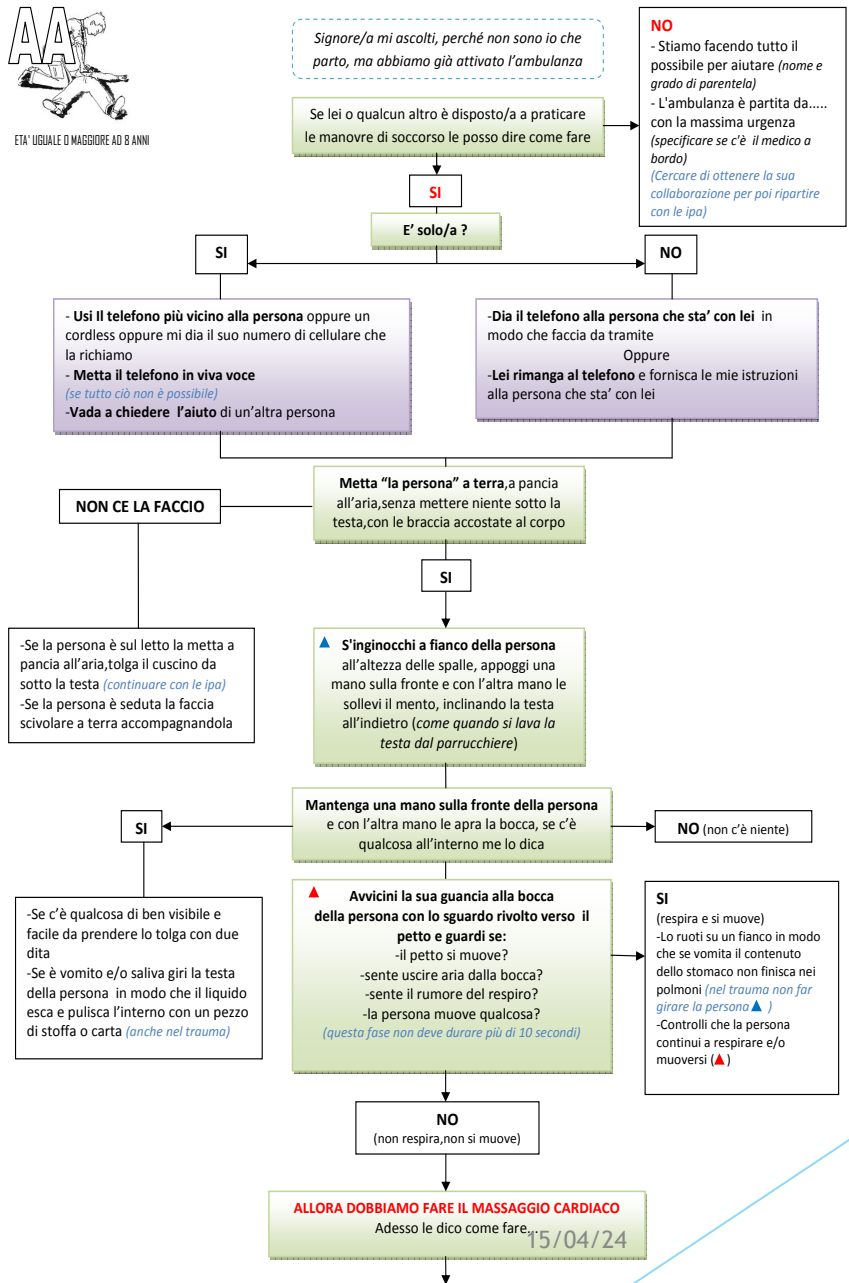 AA
ETA' UGUALE O MAGGIORE AD 8 ANNI
Signore/a mi ascolti, perché non sono io che
parto, ma abbiamo già attivato l'ambulanza
Se lei o qualcun altro è disposto/a a praticare
le manovre di soccorso le posso dire come fare
NO
- Stiamo facendo tutto il
possibile per aiutare (nome e
grado di parentela)
- L'ambulanza è partita da.....
con la massima urgenza
(specificare se c'è il medico a
bordo)
(Cercare di ottenere la sua
collaborazione per poi ripartire
con le ipa)
SI
E' solo/a ?
SI
NO
- Usi Il telefono più vicino alla persona oppure un
cordless oppure mi dia il suo numero di cellulare che
la richiamo
- Metta il telefono in viva voce
(se tutto ciò non è possibile)
-Vada a chiedere l'aiuto di un'altra persona
-Dia il telefono alla persona che sta' con lei in
modo che faccia da tramite
Oppure
-Lei rimanga al telefono e fornisca le mie istruzioni
alla persona che sta' con lei
Metta “la persona” a terra,a pancia
all'aria,senza mettere niente sotto la
testa,con le braccia accostate al corpo
NON CE LA FACCIO
SI
-Se la persona è sul letto la metta a
pancia all'aria,tolga il cuscino da
sotto la testa (continuare con le ipa)
-Se la persona è seduta la faccia
scivolare a terra accompagnandola
S'inginocchi a fianco della persona
all'altezza delle spalle, appoggi una
mano sulla fronte e con l'altra mano le
sollevi il mento, inclinando la testa
all'indietro (come quando si lava la
testa dal parrucchiere)
Mantenga una mano sulla fronte della persona
e con l'altra mano le apra la bocca, se c'è
qualcosa all'interno me lo dica
SI
NO (non c'è niente)
-Se c'è qualcosa di ben visibile e
facile da prendere lo tolga con due
dita
-Se è vomito e/o saliva giri la testa
della persona in modo che il liquido
esca e pulisca l'interno con un pezzo
di stoffa o carta (anche nel trauma)
Avvicini la sua guancia alla bocca
della persona con lo sguardo rivolto verso il
petto e guardi se:
-il petto si muove?
-sente uscire aria dalla bocca?
-sente il rumore del respiro?
-la persona muove qualcosa?
(questa fase non deve durare più di 10 secondi)
SI
(respira e si muove)
-Lo ruoti su un fianco in modo
che se vomita il contenuto
dello stomaco non finisca nei
polmoni (nel trauma non far
girare la persona )
-Controlli che la persona
continui a respirare e/o
muoversi ( )
NO
(non respira,non si muove)
ALLORA DOBBIAMO FARE IL MASSAGGIO CARDIACO
Adesso le dico come fare...
15/04/24